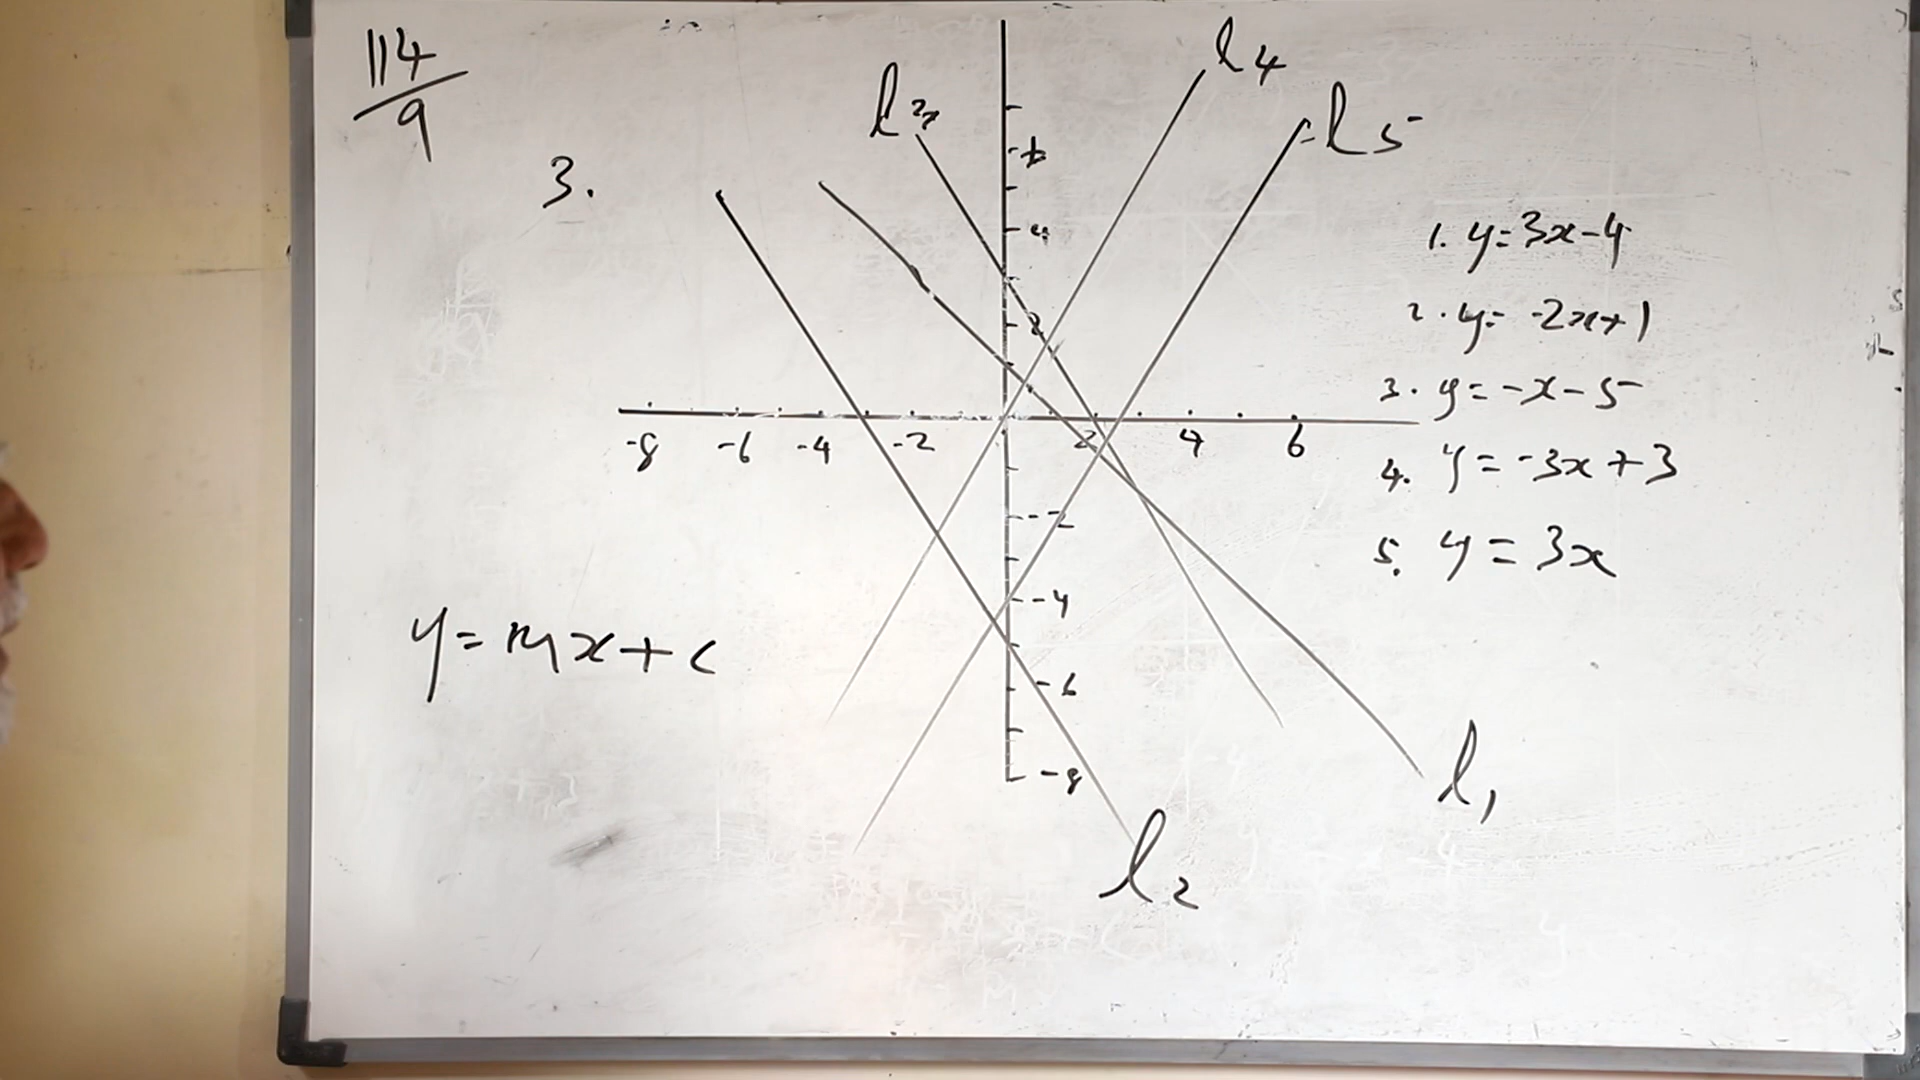 114
9
3.
l4
l5
6
4
2
-8 -6 -4 -2 2 4 6
-2
-4
-6
-8
l1
l2
y=mx+c
1. y=3x-4
2. y=-2x+1
3. y=-x-5
4. y=-3x+3
5. y=3x